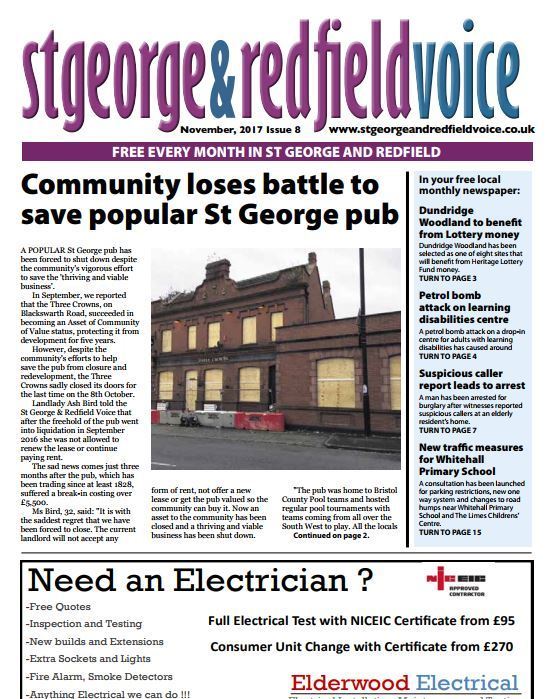 stgeorge&redfieldvoice
November, 2017 Issue 8 www.stgeorgeandredfieldvoice.co.uk
FREE EVERY MONTH IN ST GEORGE AND REDFIELD
Community loses battle to
save popular St George pub
A POPULAR St George pub has
been forced to shut down despite
the community's vigorous effort
to save the 'thriving and viable
business'.
In September, we reported
that the Three Crowns, on
Blackswarth Road, succeeded in
becoming an Asset of Community
Value status, protecting it from
development for five years.
However, despite the
community's efforts to help
save the pub from closure and
redevelopment, the Three
Crowns sadly closed its doors for
the last time on the 8th October.
Landlady Ash Bird told the
St George & Redfield Voice that
after the freehold of the pub went
into liquidation in September
2016 she was not allowed to
renew the lease or continue
paying rent.
The sad news comes just three
months after the pub, which has
been trading since at least 1828,
suffered a break-in costing over
£5,500.
Ms Bird, 32, said: "It is with
the saddest regret that we have
been forced to close. The current
landlord will not accept any
THREE CROWNS
form of rent, not offer a new
lease or get the pub valued so the
community can buy it. Now an
asset to the community has been
closed and a thriving and viable
business has been shut down.
"The pub was home to Bristol
County Pool teams and hosted
regular pool tournaments with
teams coming from all over the
South West to play. All the locals
Continued on page 2.
In your free local
monthly newspaper:
Dundridge
Woodland to benefit
from Lottery money
Dundridge Woodland has been
selected as one of eight sites that
will benefit from Heritage Lottery
Fund money.
TURN TO PAGE 3
Petrol bomb
attack on learning
disabilities centre
A petrol bomb attack on a drop-in
centre for adults with learning
disabilities has caused around
TURN TO PAGE 4
Suspicious caller
report leads to arrest
A man has been arrested for
burglary after witnesses reported
suspicious callers at an elderly
resident's home.
TURN TO PAGE 7
New traffic measures
for Whitehall
Primary School
A consultation has been launched
for parking restrictions, new one
way system and changes to road
humps near Whitehall Primary
School and The Limes Childrens'
Centre.
TURN TO PAGE 15
Need an Electrician ?
NICEIC
APPROVED
CONTRACTOR
-Free Quotes
-Inspection and Testing
-New builds and Extensions
-Extra Sockets and Lights
-Fire Alarm, Smoke Detectors
-Anything Electrical we can do !!!
Full Electrical Test with NICEIC Certificate from £95
Consumer Unit Change with Certificate from £270
Elderwood Electrical